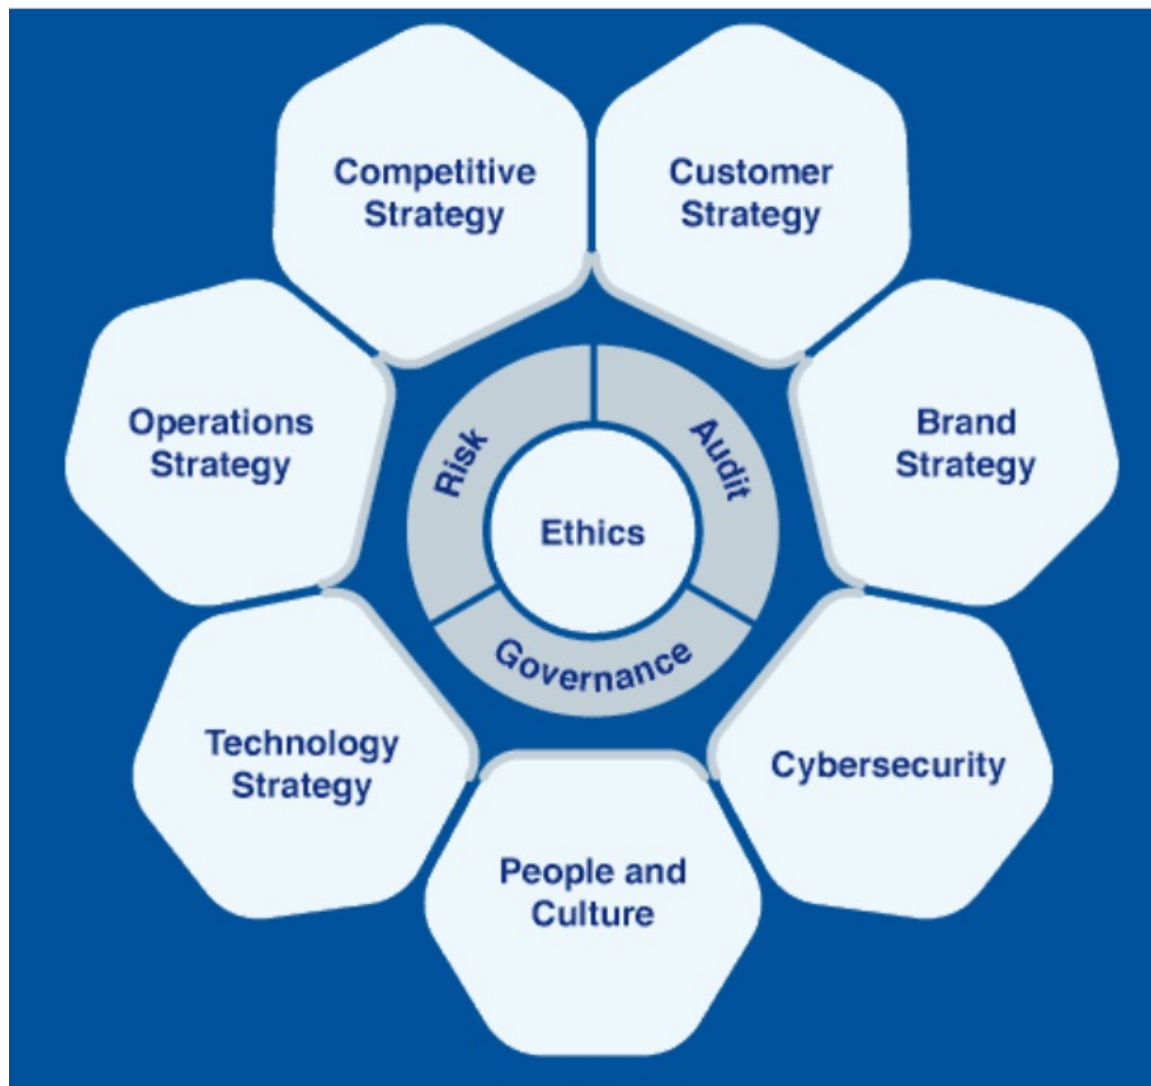 Competitive
Strategy
Customer
Strategy
Operations
Strategy
Brand
Strategy
Risk
Audit
Ethics
Governance
Technology
Strategy
Cybersecurity
People and
Culture